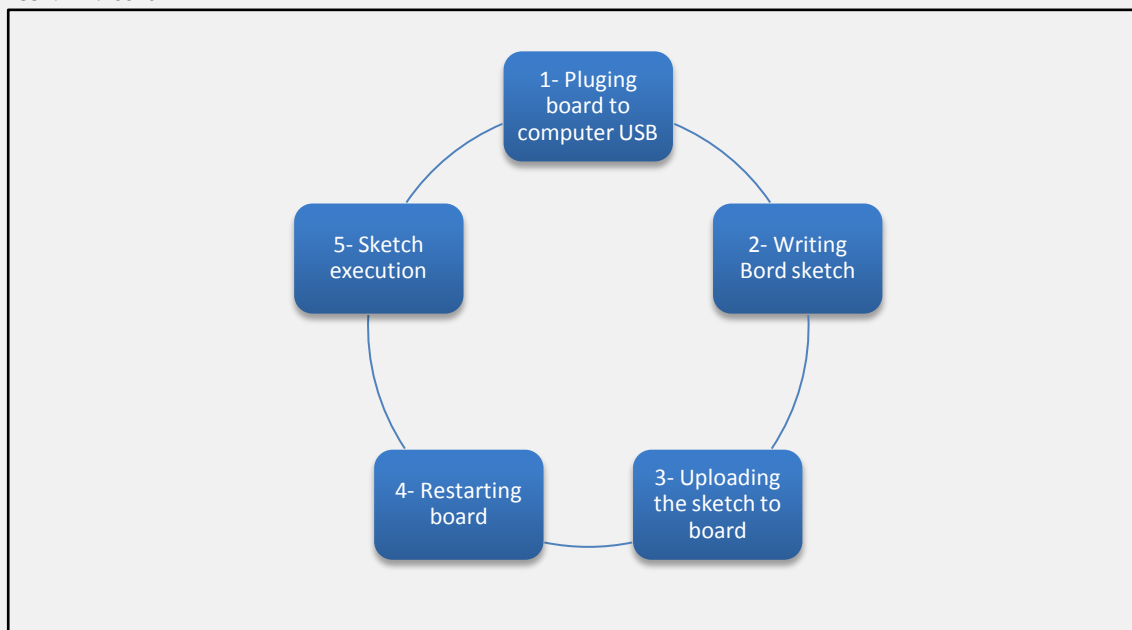 1- Pluging
board to
computer USB
2- Writing
Bord sketch
3- Uploading
the sketch to
board
4- Restarting
board
5- Sketch
execution